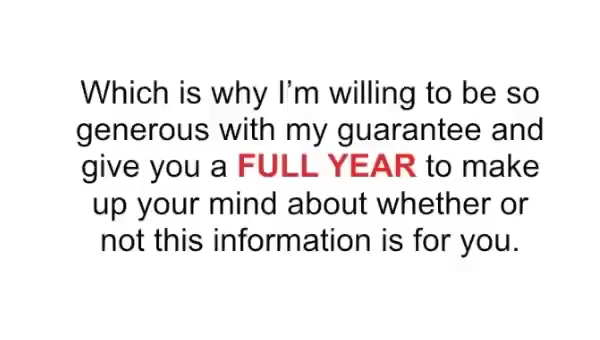 Which is why I’m willing to be so
generous with my guarantee and
give you a FULL YEAR to make
up your mind about whether or
not this information is for you.